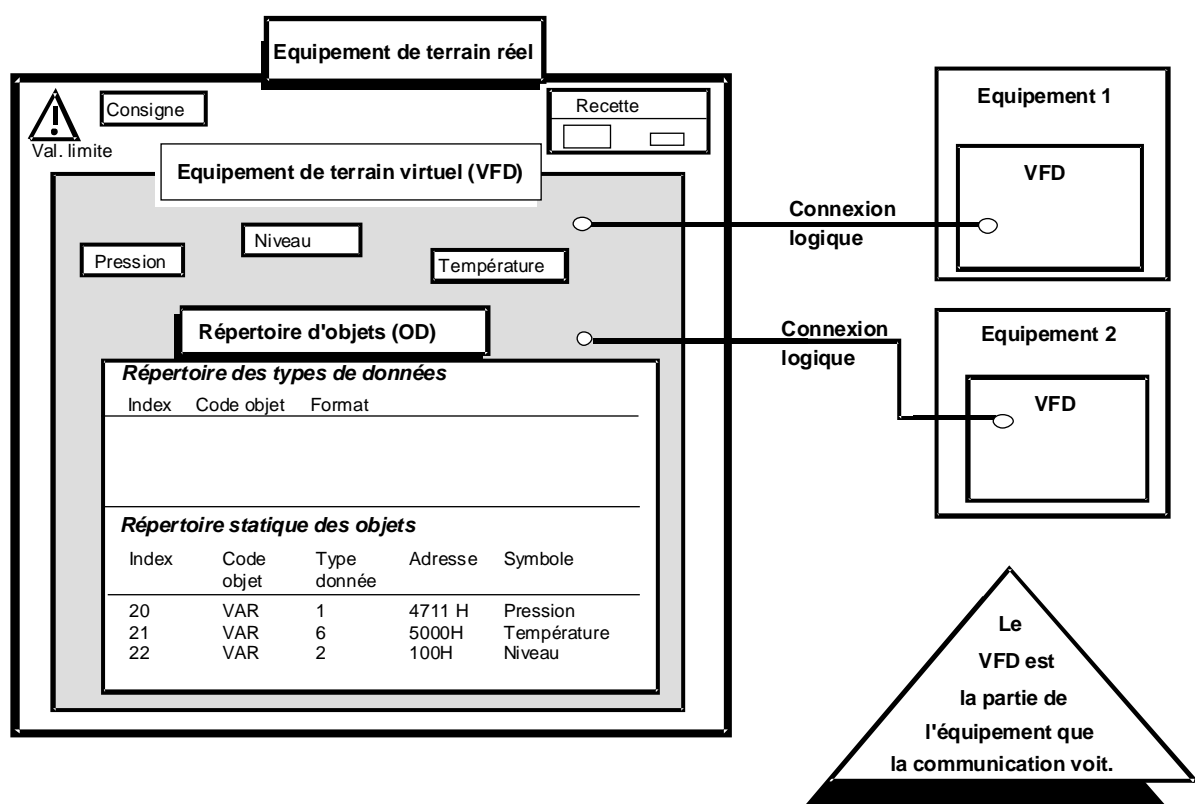 Equipement de terrain réel
Consigne
Recette
Val. limite
Equipement de terrain virtuel (VFD)
Niveau
Pression
Température
Répertoire d'objets (OD)
Répertoire des types de données
Index Code objet Format
Répertoire statique des objets
Index Code objet Type donnée Adresse Symbole
20 VAR 1 4711 H Pression
21 VAR 6 5000H Température
22 VAR 2 100H Niveau
Connexion
logique
Equipement 1
VFD
Connexion
logique
Equipement 2
VFD
Le
VFD est
la partie de
l'équipement que
la communication voit.